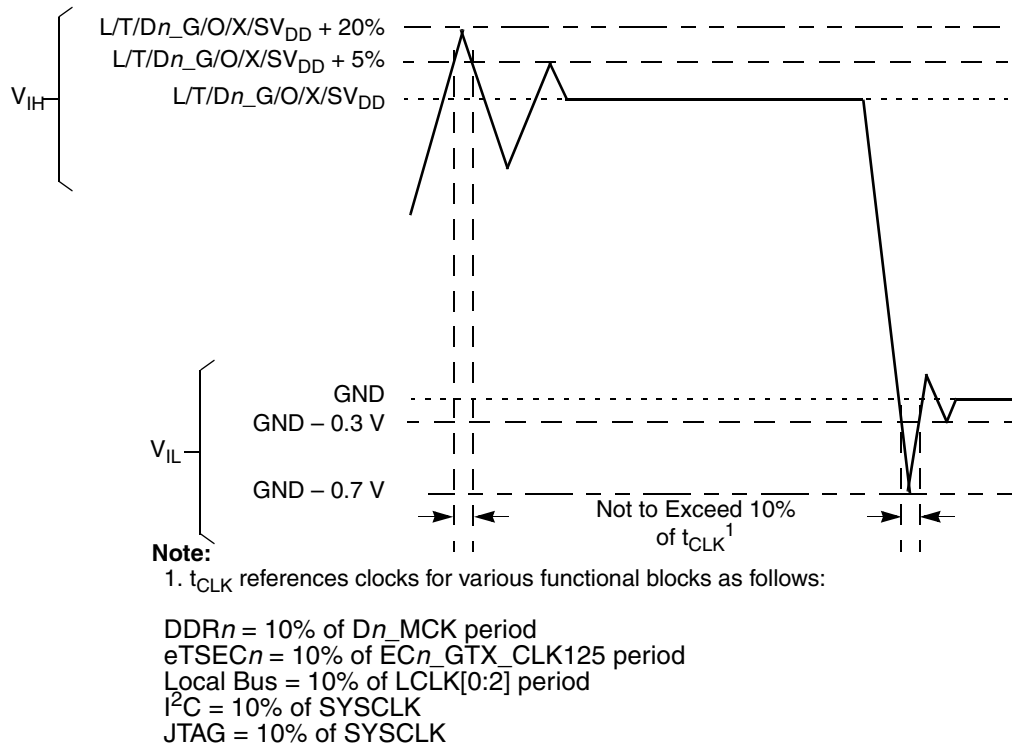 L/T/Dn_G/O/X/SVDD + 20%
L/T/Dn_G/O/X/SVDD + 5%
L/T/Dn_G/O/X/SVDD
VIH
GND
GND – 0.3 V
VIL
GND – 0.7 V
Not to Exceed 10%
of tCLK1
Note:
1. tCLK references clocks for various functional blocks as follows:
DDRn = 10% of Dn_MCK period
eTSECn = 10% of ECn_GTX_CLK125 period
Local Bus = 10% of LCLK[0:2] period
I2C = 10% of SYSCLK
JTAG = 10% of SYSCLK